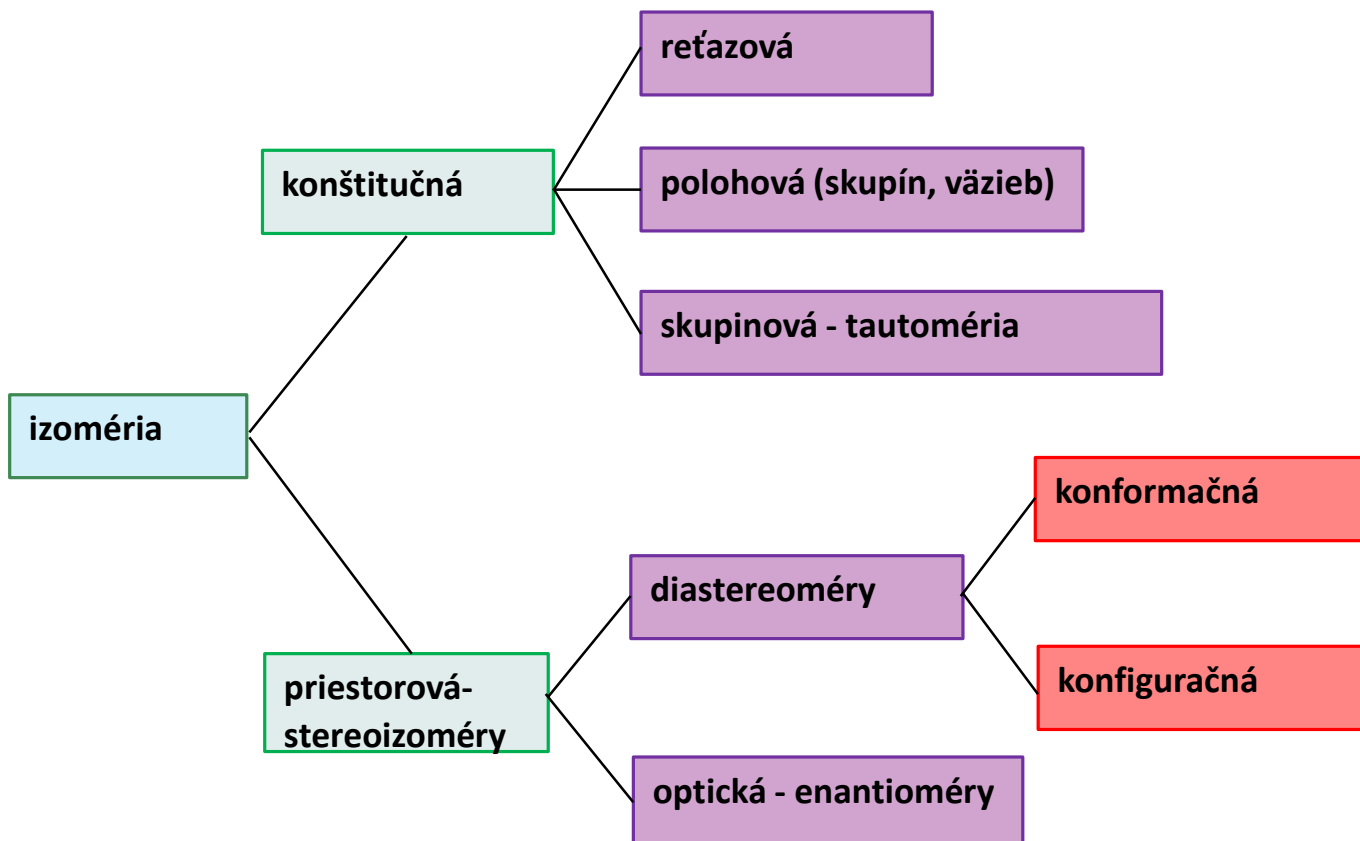 reťazová
konštitučná
polohová (skupín, väzieb)
skupinová - tautoméria
izoméria
konformačná
diastereoméry
konfiguračná
priestorová-
stereoizoméry
optická - enantioméry